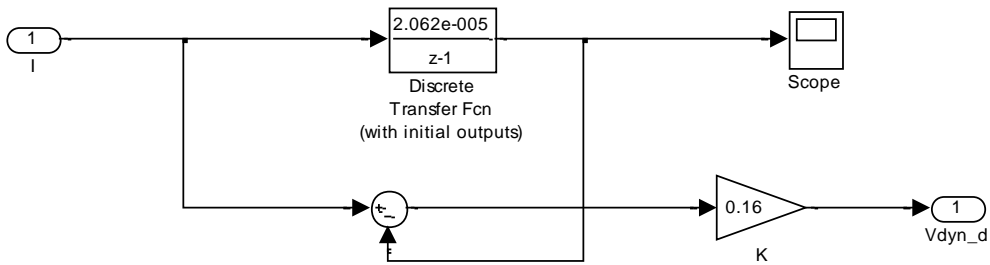 1
I
2.062e-005
z-1
Discrete
Transfer Fcn
(with initial outputs)
Scope
0.16
K
1
Vdyn_d